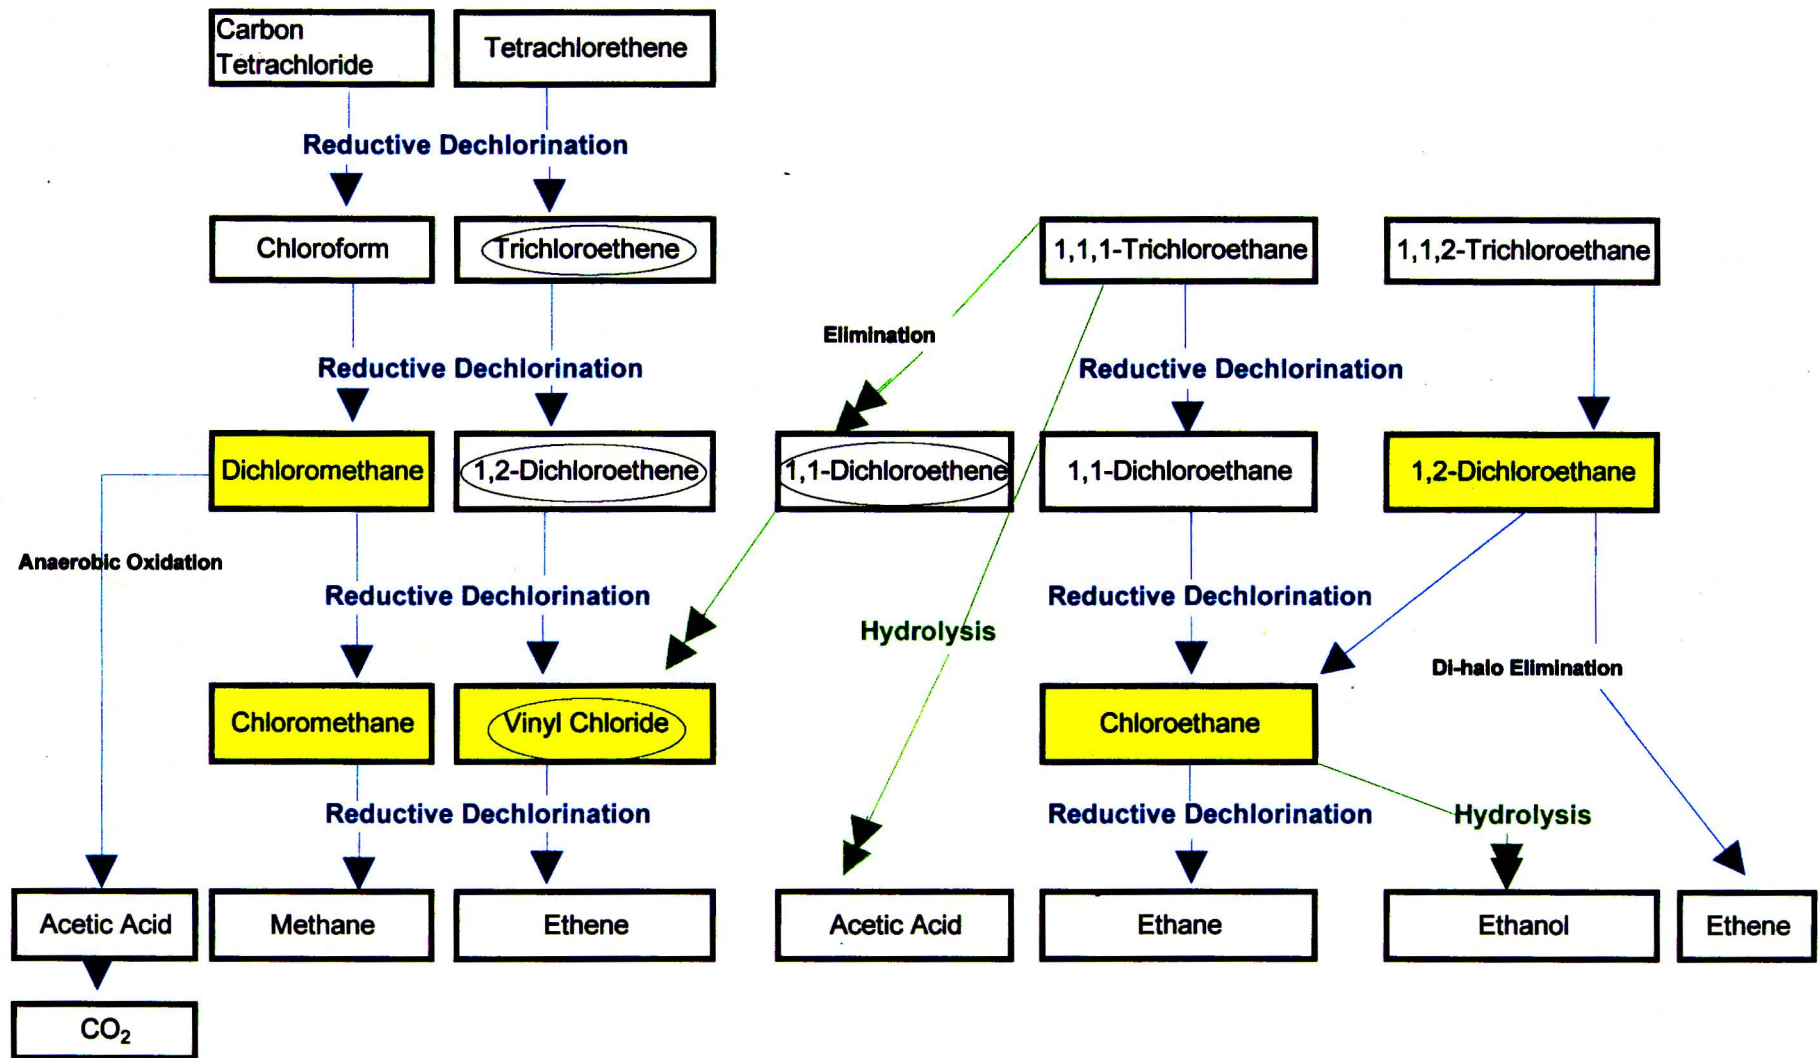 Carbon
Tetrachloride
Tetrachlorethene
Reductive Dechlorination
Chloroform
Trichloroethene
1,1,1-Trichloroethane
1,1,2-Trichloroethane
Elimination
Reductive Dechlorination
Reductive Dechlorination
Dichloromethane
1,2-Dichloroethene
1,1-Dichloroethene
1,1-Dichloroethane
1,2-Dichloroethane
Anaerobic Oxidation
Reductive Dechlorination
Hydrolysis
Reductive Dechlorination
Di-halo Elimination
Chloromethane
Vinyl Chloride
Chloroethane
Reductive Dechlorination
Reductive Dechlorination
Hydrolysis
Acetic Acid
Methane
Ethene
Acetic Acid
Ethane
Ethanol
Ethene
CO₂